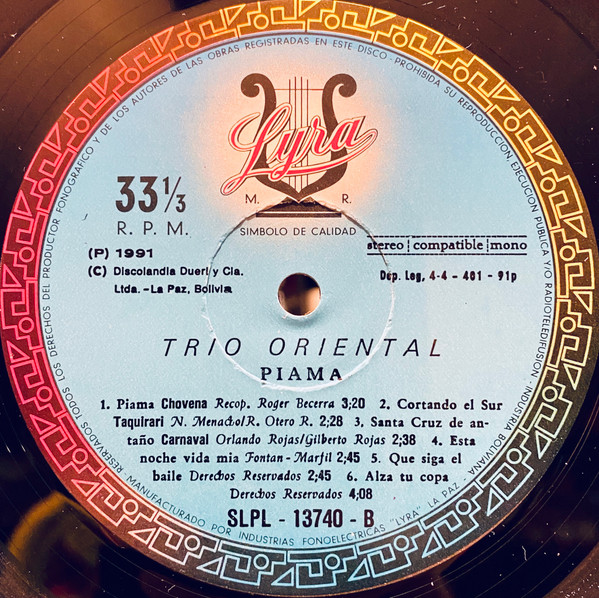 RESERVADOS TODOS LOS DERECHOS DEL PRODUCTOR FONOGRAFICO Y DE LOS AUTORES DE LAS OBRAS REGISTRADAS EN ESTE DISCO - PROHIBIDA SU REPRODUCCION, EJECUCION PUBLICA Y/O RADIOTELEDIFUSION - INDUSTRIA BOLIVIANA
Lyra
M. R.
SIMBOLO DE CALIDAD
33 1/3
R. P. M.
stereo | compatible | mono
(P) 1991
(C) Discolandia Dueri y Cia.
Ltda. - La Paz, Bolivia
Dep. Leg, 4-4 - 401 - 91p
TRIO ORIENTAL
PIAMA
1. Piama Chovena Recop. Roger Becerra 3;20 2. Cortando el Sur
Taquirari N. Menachol R. Otero R. 2;28 3. Santa Cruz de an-
taño Carnaval Orlando Rojas/Gilberto Rojas 2;38 4. Esta
noche vida mia Fontan - Marfil 2;45 5. Que siga el
baile Derechos Reservados 2;45 6. Alza tu copa
Derechos Reservados 4;08
SLPL - 13740 - B
MANUFACTURADO POR INDUSTRIAS FONOELECTRICAS "LYRA" LA PAZ -